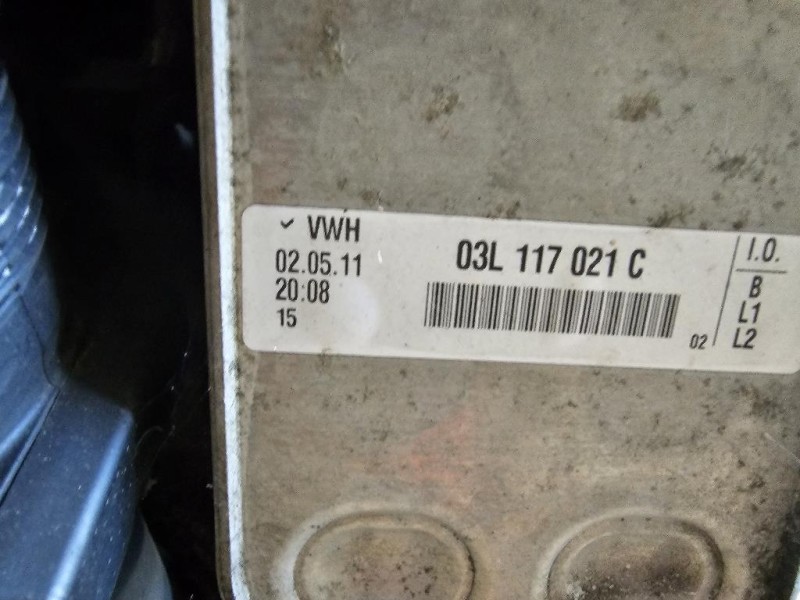 ✓ VWH
02.05.11
20:08
15
03L 117 021 C
02
I.O.
B
L1
L2